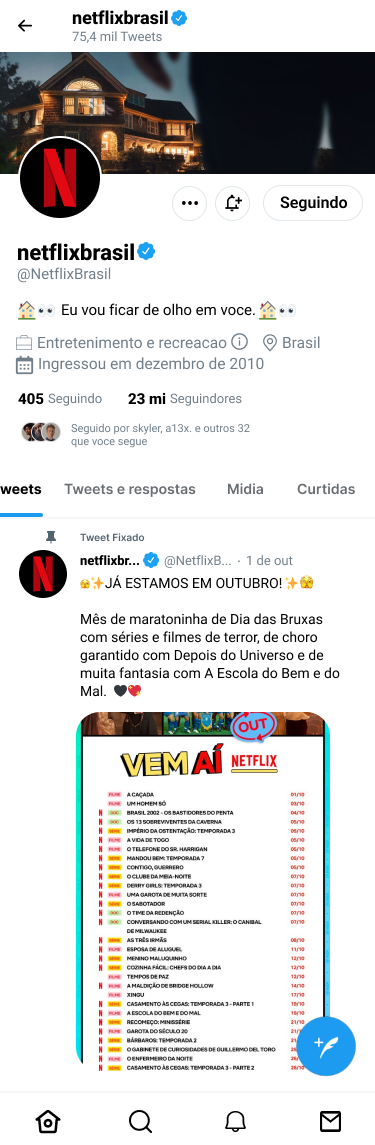 netflixbrasil
75,4 mil Tweets
N
Seguindo
netflixbrasil
@NetflixBrasil
Eu vou ficar de olho em voce.
Entretenimento e recreacao Brasil
Ingressou em dezembro de 2010
405 Seguindo 23 mi Seguidores
Seguido por skyler, a13x. e outros 32
que voce segue
weets Tweets e respostas Midia Curtidas
Tweet Fixado
netflixbr... @NetflixB... · 1 de out
JÁ ESTAMOS EM OUTUBRO!
Mês de maratoninha de Dia das Bruxas
com séries e filmes de terror, de choro
garantido com Depois do Universo e de
muita fantasia com A Escola do Bem e do
Mal.
OUT
VEM AÍ NETFLIX
FILME A CAÇADA 01/10
FILME UM HOMEM SÓ 03/10
N DOC BRASIL 2002 - OS BASTIDORES DO PENTA 04/10
N DOC OS 13 SOBREVIVENTES DA CAVERNA 05/10
N SÉRIE IMPÉRIO DA OSTENTAÇÃO: TEMPORADA 3 05/10
FILME A VIDA DE TOGO 05/10
N FILME O TELEFONE DO SR. HARRIGAN 05/10
N SÉRIE MANDOU BEM: TEMPORADA 7 05/10
N SÉRIE CONTIGO, GUERREIRO 05/10
N SÉRIE O CLUBE DA MEIA-NOITE 07/10
N SÉRIE DERRY GIRLS: TEMPORADA 3 07/10
N FILME UMA GAROTA DE MUITA SORTE 07/10
N SÉRIE O SABOTADOR 07/10
N DOC O TIME DA REDENÇÃO 07/10
N DOC CONVERSANDO COM UM SERIAL KILLER: O CANIBAL 07/10
DE MILWAUKEE
N SÉRIE AS TRÊS IRMÃS 08/10
N FILME ESPOSA DE ALUGUEL 11/10
N SÉRIE MENINO MALUQUINHO 12/10
N SÉRIE COZINHA FÁCIL: CHEFS DO DIA A DIA 12/10
FILME TEMPOS DE PAZ 12/10
N FILME A MALDIÇÃO DE BRIDGE HOLLOW 14/10
FILME XINGU 17/10
N SÉRIE CASAMENTO ÀS CEGAS: TEMPORADA 3 - PARTE 1 19/10
N FILME A ESCOLA DO BEM E DO MAL 19/10
N SÉRIE RECOMEÇO: MINISSÉRIE 21/10
N FILME GAROTA DO SÉCULO 20 21/10
N SÉRIE BÁRBAROS: TEMPORADA 2
N SÉRIE O GABINETE DE CURIOSIDADES DE GUILLERMO DEL TORO
N FILME O ENFERMEIRO DA NOITE
N SÉRIE CASAMENTO ÀS CEGAS: TEMPORADA 3 - PARTE 2